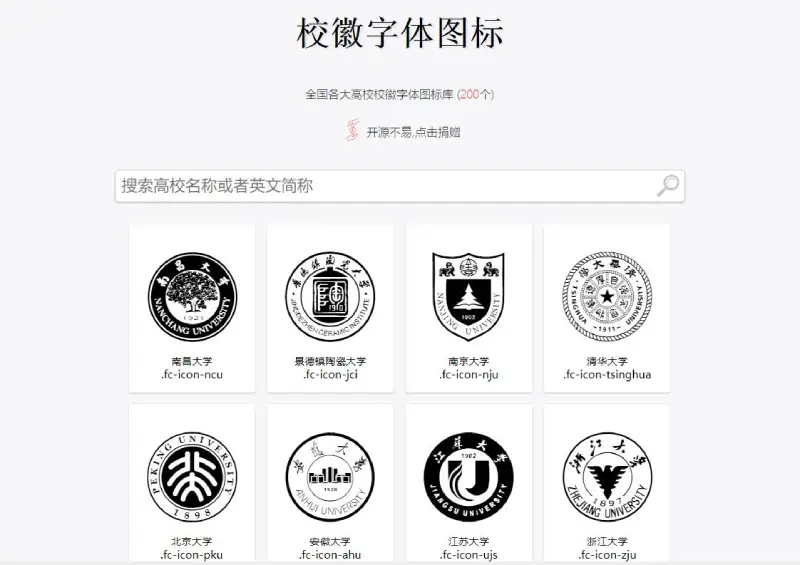 校徽字体图标
全国各大高校校徽字体图标库 (200个)
开源不易,点击捐赠
搜索高校名称或者英文简称
南昌大学
NANCHANG UNIVERSITY
1921
景德镇陶瓷大学
JINGDEZHEN CERAMIC INSTITUTE
1910
NANJING UNIVERSITY
1902
TSINGHUA UNIVERSITY
-1911-
南昌大学
.fc-icon-ncu
景德镇陶瓷大学
.fc-icon-jci
南京大学
.fc-icon-nju
清华大学
.fc-icon-tsinghua
PEKING UNIVERSITY
1898
安徽大学
1928
ANHUI UNIVERSITY
江苏大学
1902
JIANGSU UNIVERSITY
浙江大学
1897
ZHEJIANG UNIVERSITY
北京大学
.fc-icon-pku
安徽大学
.fc-icon-ahu
江苏大学
.fc-icon-ujs
浙江大学
.fc-icon-zju